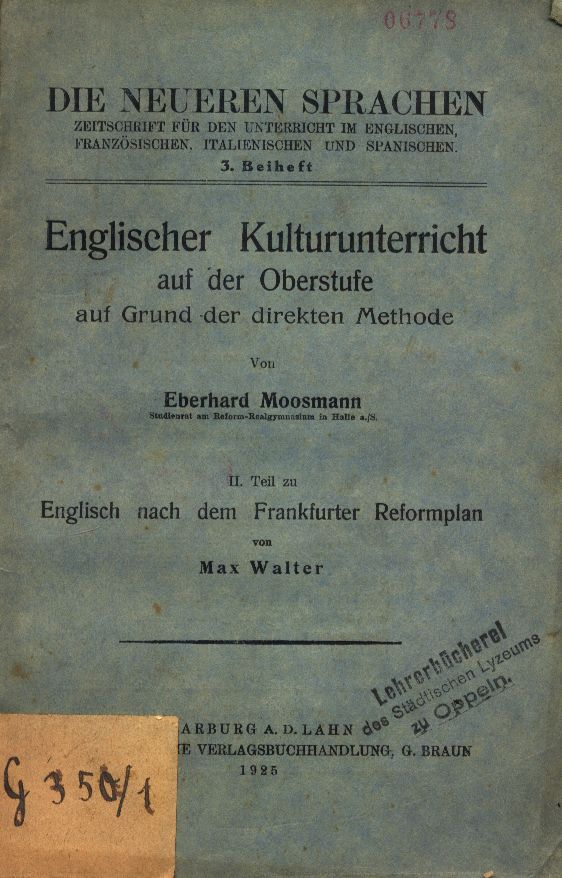 06778
DIE NEUEREN SPRACHEN
ZEITSCHRIFT FÜR DEN UNTERRICHT IM ENGLISCHEN,
FRANZÖSISCHEN, ITALIENISCHEN UND SPANISCHEN.
3. Beiheft
Englischer Kulturunterricht
auf der Oberstufe
auf Grund der direkten Methode
Von
Eberhard Moosmann
Studienrat am Reform-Realgymnasium in Halle a./S.
II. Teil zu
Englisch nach dem Frankfurter Reformplan
von
Max Walter
Lehrerbücherei
des Städtischen Lyzeums
zu Oppeln.
ARBURG A. D. LAHN
E VERLAGSBUCHHANDLUNG, G. BRAUN
1925
G 350/1